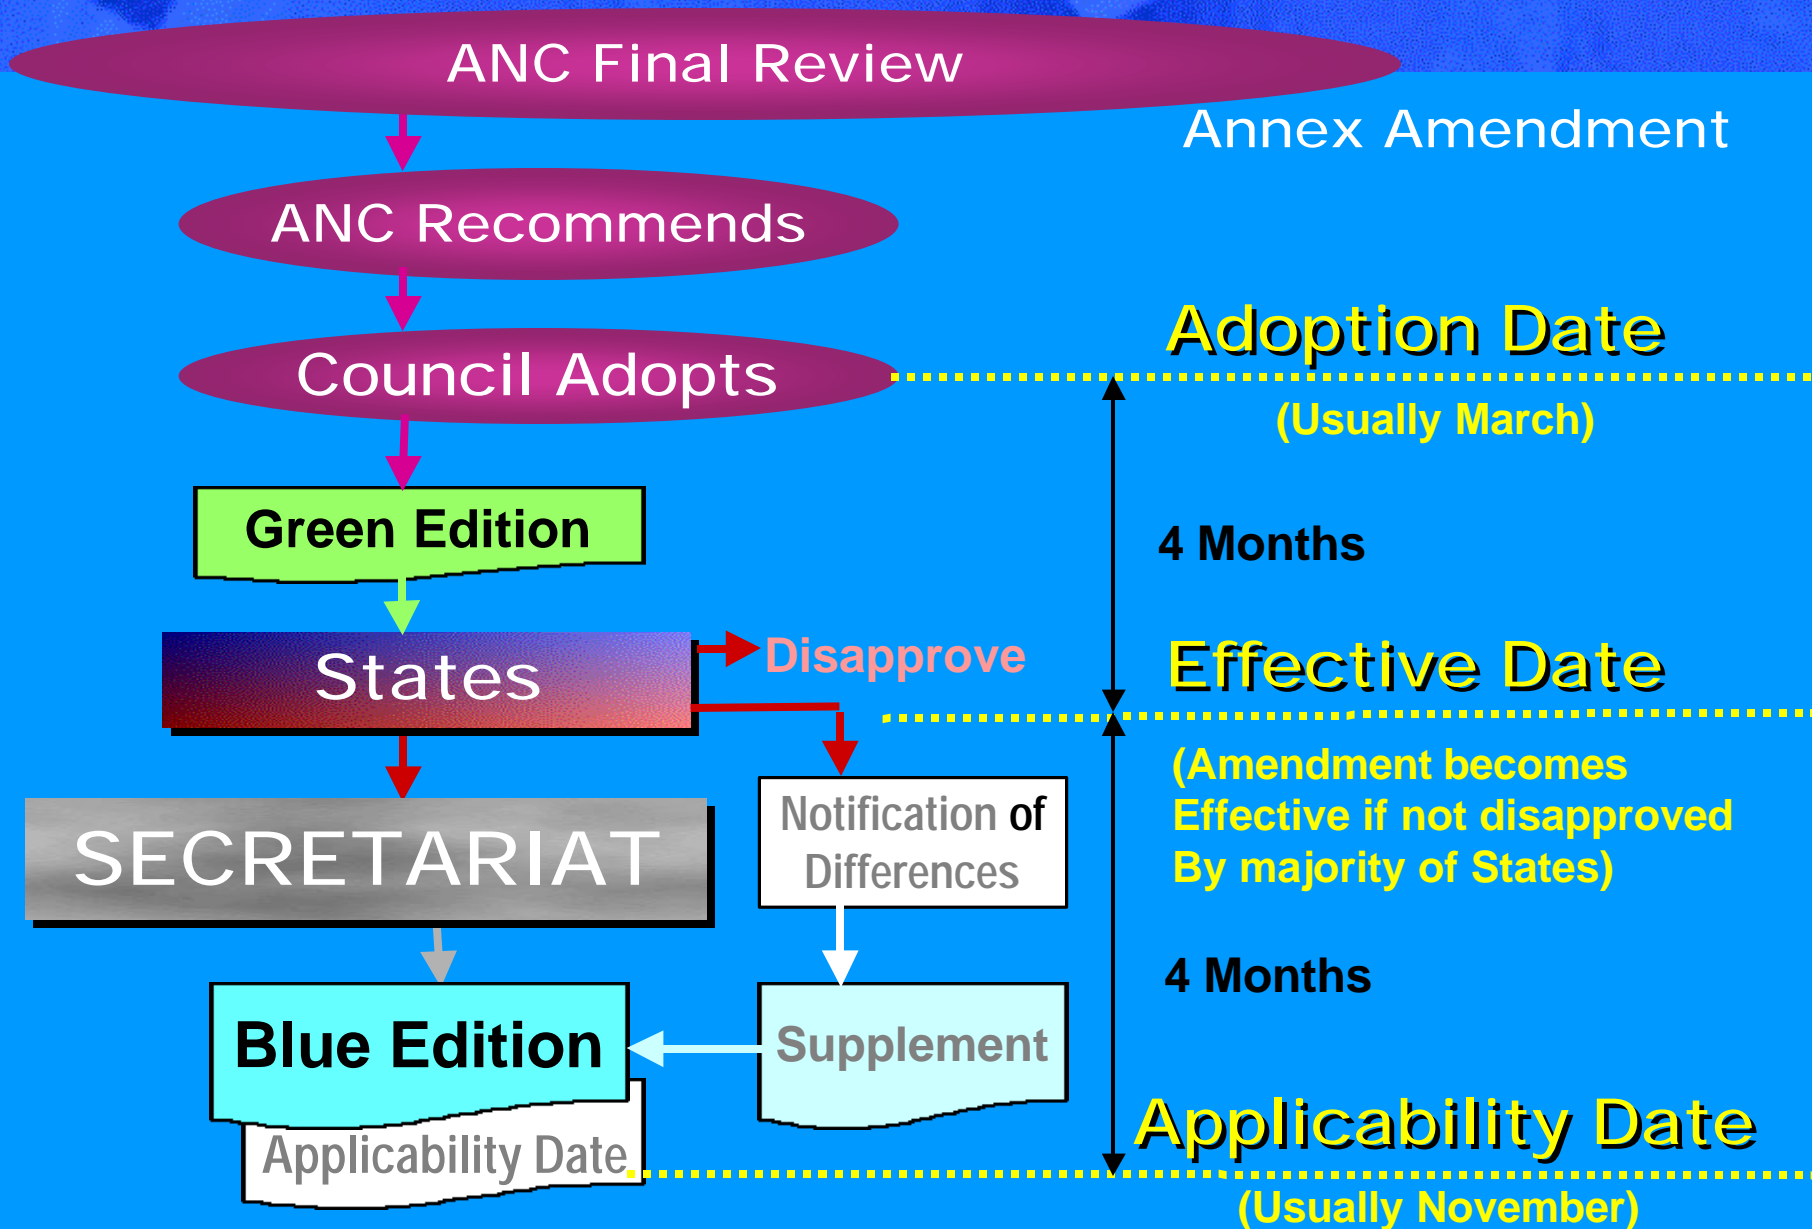 ANC Final Review
Annex Amendment
ANC Recommends
Adoption Date
Council Adopts
(Usually March)
Green Edition
4 Months
States
Disapprove
Effective Date
(Amendment becomes
Effective if not disapproved
By majority of States)
SECRETARIAT
Notification of
Differences
4 Months
Blue Edition
Supplement
Applicability Date
Applicability Date
(Usually November)